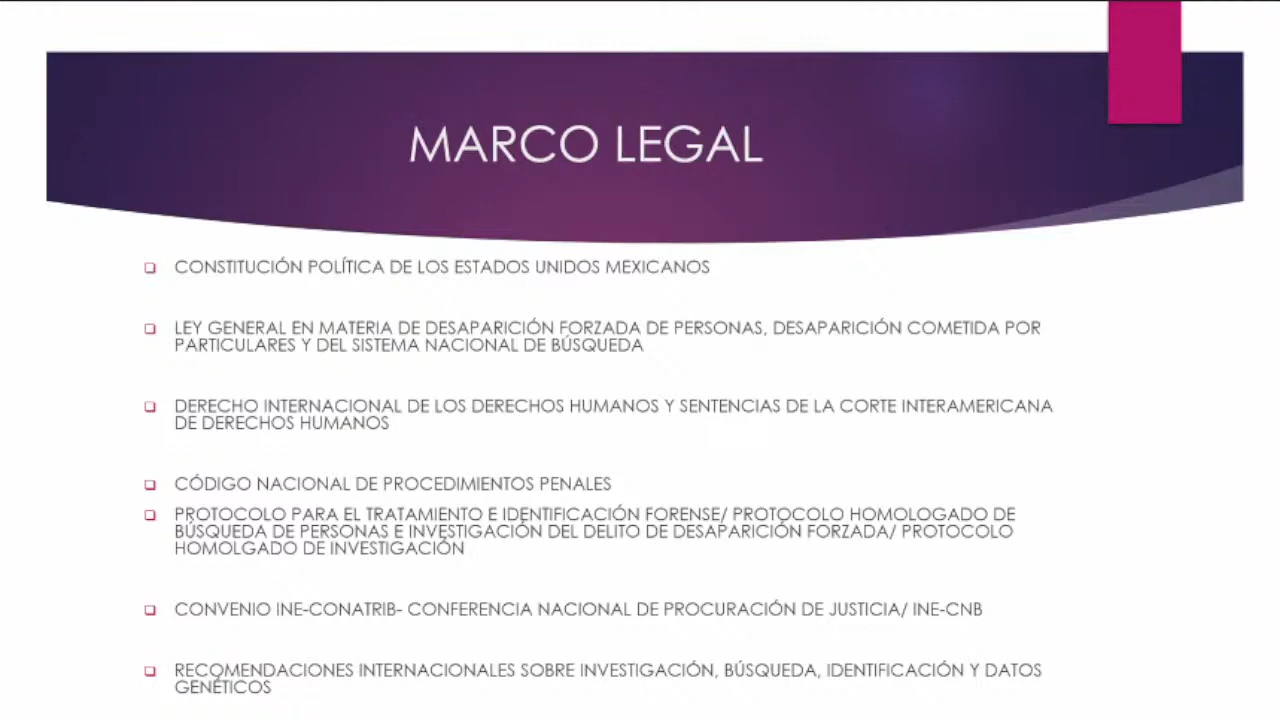 MARCO LEGAL
CONSTITUCIÓN POLÍTICA DE LOS ESTADOS UNIDOS MEXICANOS
LEY GENERAL EN MATERIA DE DESAPARICIÓN FORZADA DE PERSONAS, DESAPARICIÓN COMETIDA POR
PARTICULARES Y DEL SISTEMA NACIONAL DE BÚSQUEDA
DERECHO INTERNACIONAL DE LOS DERECHOS HUMANOS Y SENTENCIAS DE LA CORTE INTERAMERICANA
DE DERECHOS HUMANOS
CÓDIGO NACIONAL DE PROCEDIMIENTOS PENALES
PROTOCOLO PARA EL TRATAMIENTO E IDENTIFICACIÓN FORENSE/ PROTOCOLO HOMOLOGADO DE
BÚSQUEDA DE PERSONAS E INVESTIGACIÓN DEL DELITO DE DESAPARICIÓN FORZADA/ PROTOCOLO
HOMOLGADO DE INVESTIGACIÓN
CONVENIO INE-CONATRIB- CONFERENCIA NACIONAL DE PROCURACIÓN DE JUSTICIA/ INE-CNB
RECOMENDACIONES INTERNACIONALES SOBRE INVESTIGACIÓN, BÚSQUEDA, IDENTIFICACIÓN Y DATOS
GENÉTICOS